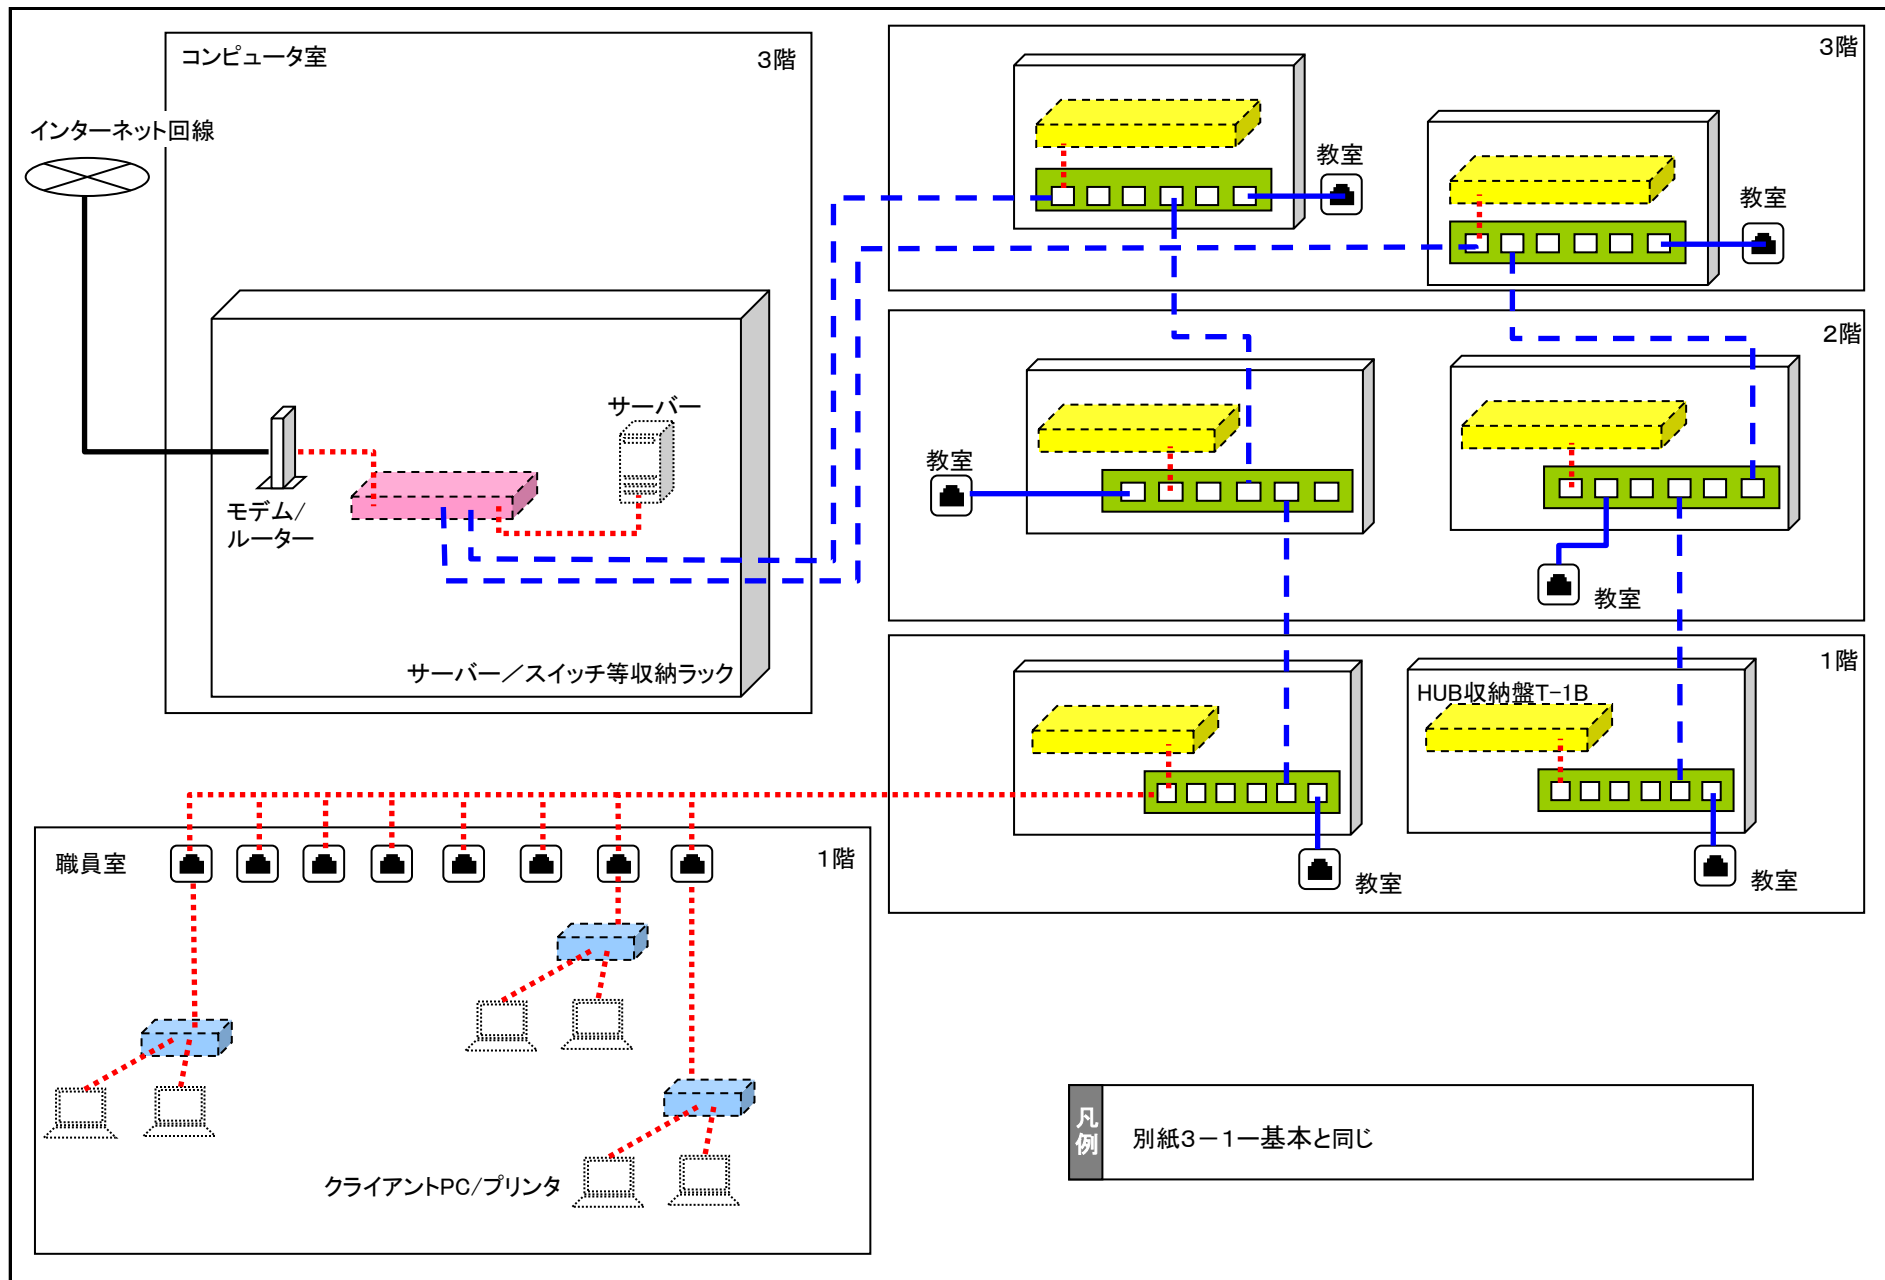 コンピュータ室
3階
インターネット回線
サーバー
モデム/
ルーター
サーバー／スイッチ等収納ラック
3階
教室
教室
2階
教室
教室
1階
HUB収納盤T-1B
教室
教室
職員室
1階
クライアントPC/プリンタ
凡
例
別紙3－1ー基本と同じ